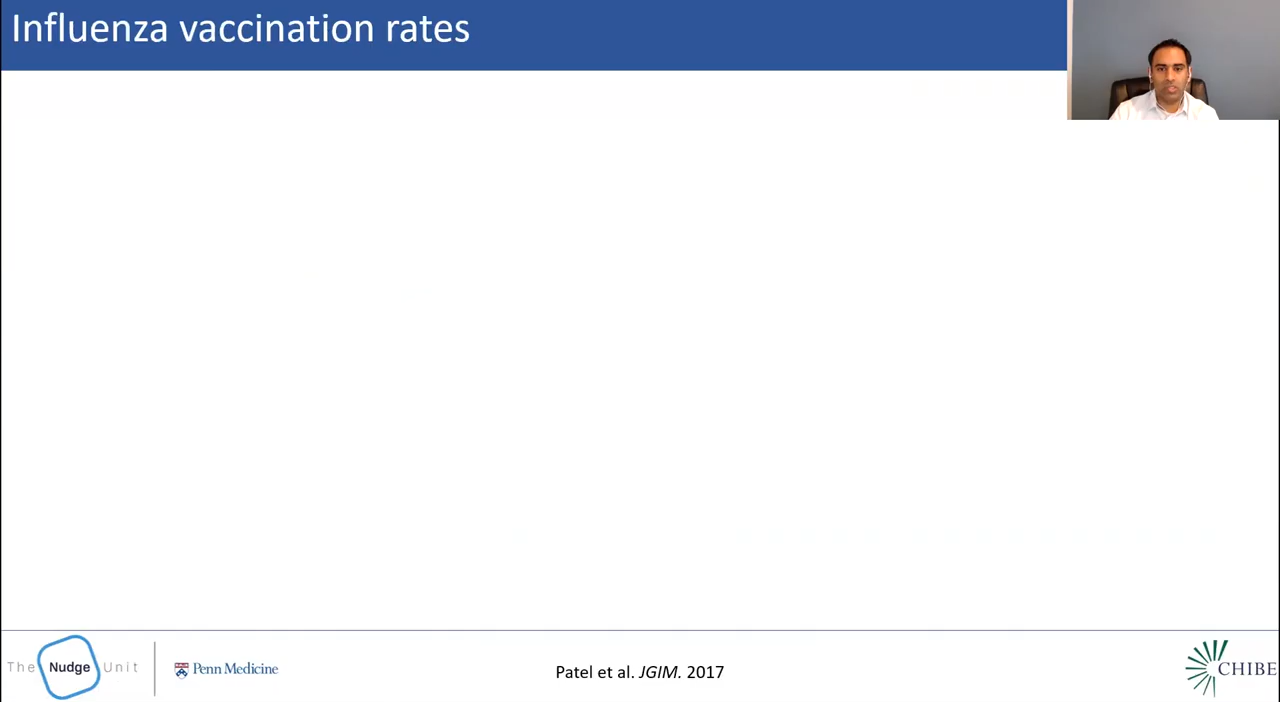 Influenza vaccination rates
The Nudge Unit
Penn Medicine
Patel et al. JGIM. 2017
CHIBE